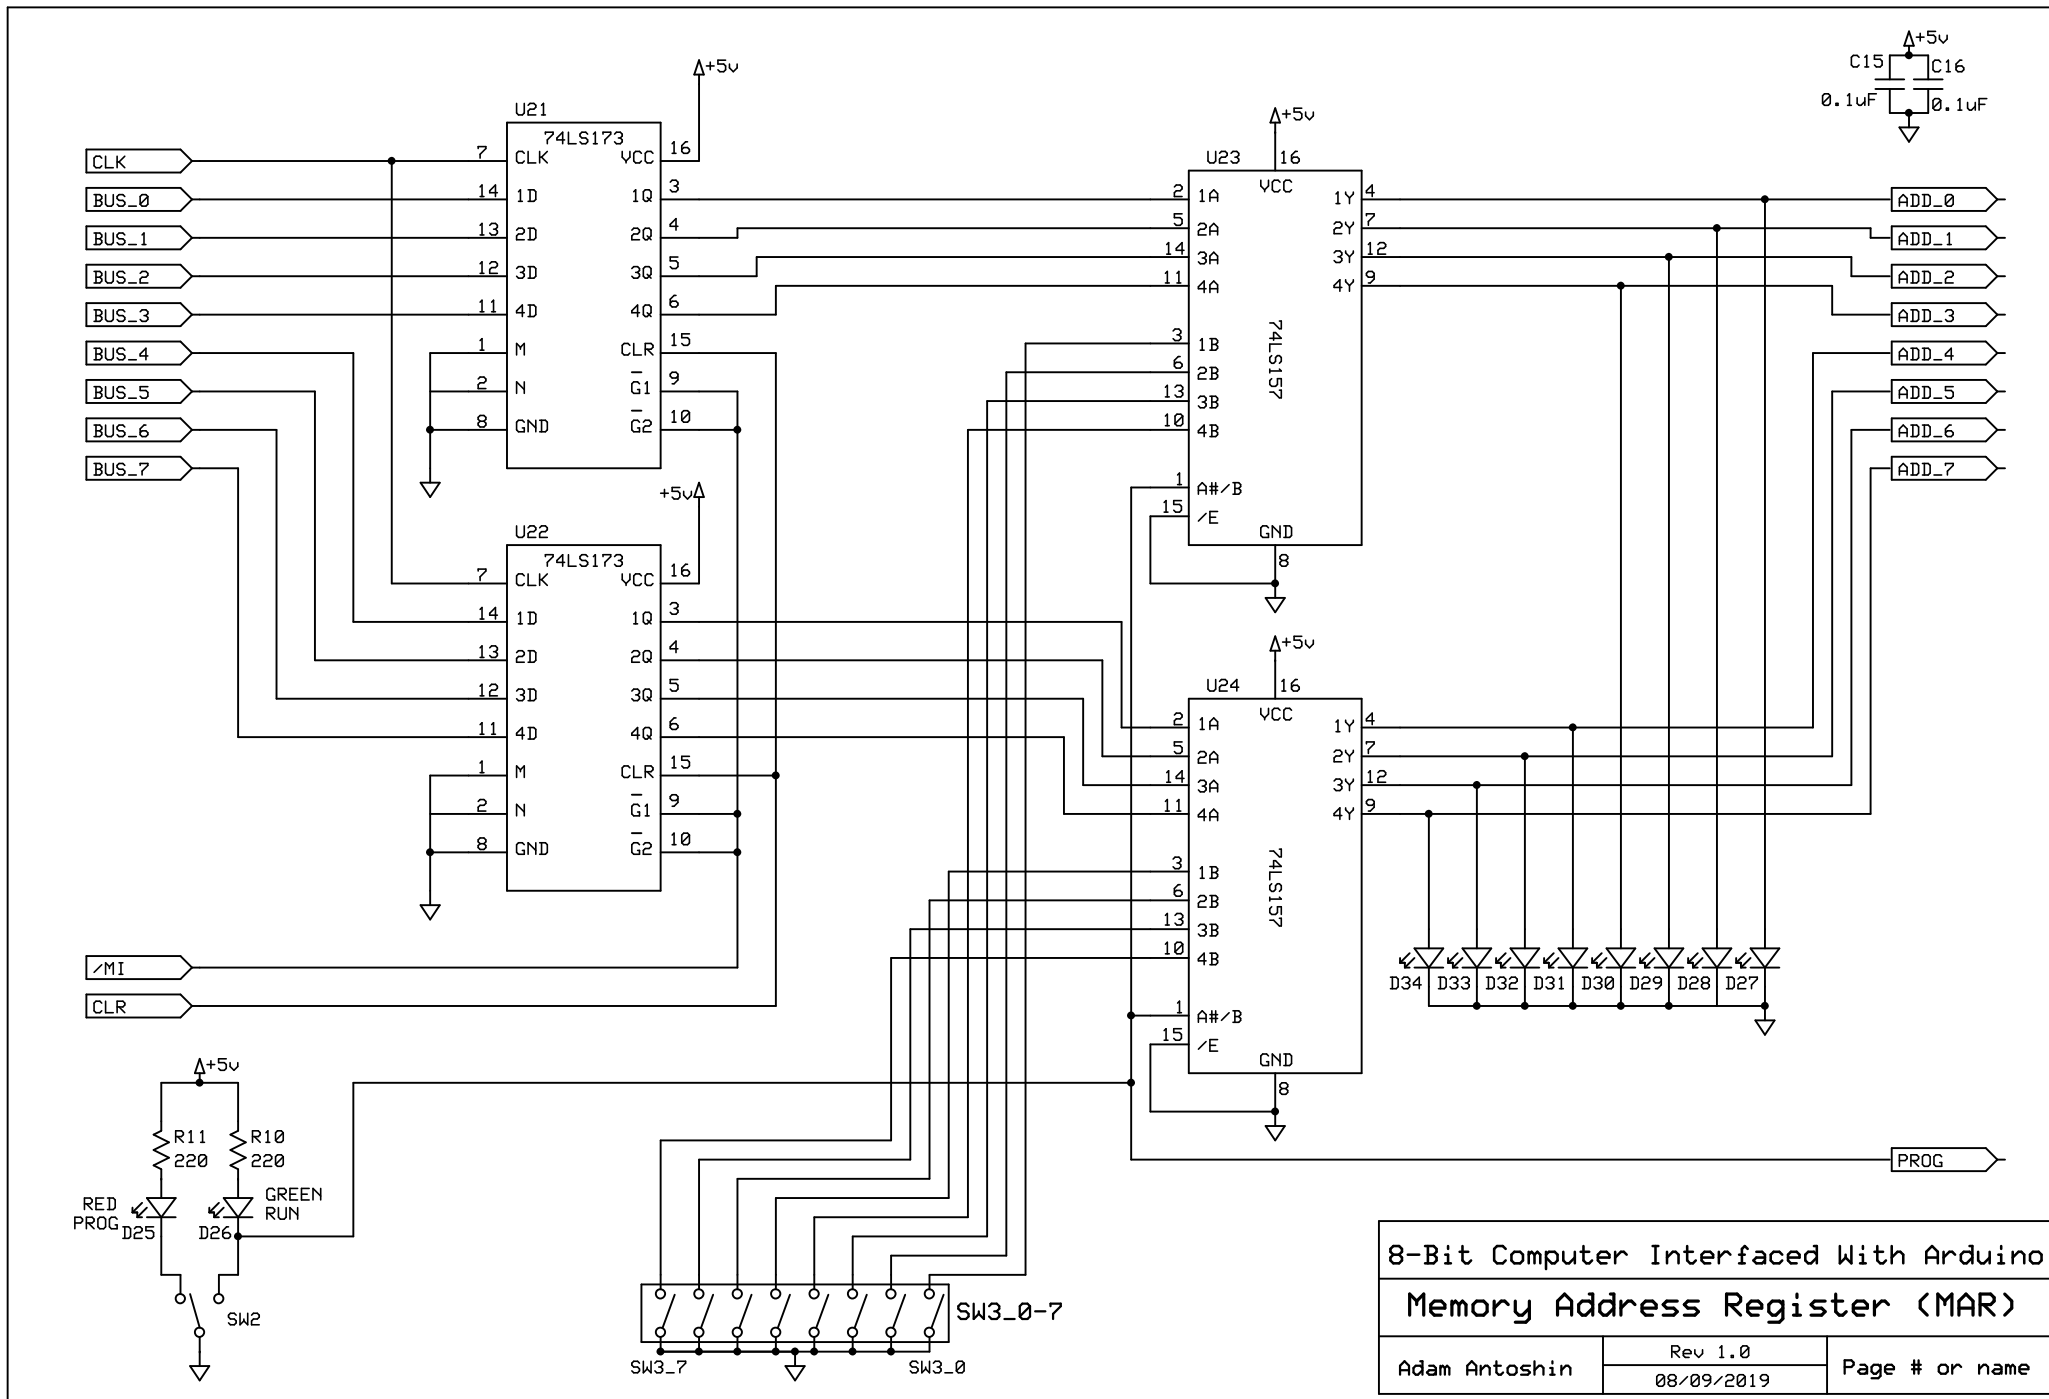 +5v
C15
C16
0.1uF
0.1uF
+5v
U21
74LS173
CLK
7
CLK
VCC
16
BUS_0
14
1D
1Q
3
BUS_1
13
2D
2Q
4
BUS_2
12
3D
3Q
5
BUS_3
11
4D
4Q
6
BUS_4
1
M
CLR
15
BUS_5
2
N
G1
9
BUS_6
8
GND
G2
10
BUS_7
+5v
U22
74LS173
7
CLK
VCC
16
14
1D
1Q
3
13
2D
2Q
4
12
3D
3Q
5
11
4D
4Q
6
1
M
CLR
15
2
N
G1
9
8
GND
G2
10
/MI
CLR
+5v
U23
16
VCC
2
1A
1Y
4
5
2A
2Y
7
14
3A
3Y
12
11
4A
4Y
9
74LS157
3
1B
6
2B
13
3B
10
4B
1
A#/B
15
/E
GND
8
+5v
U24
16
VCC
2
1A
1Y
4
5
2A
2Y
7
14
3A
3Y
12
11
4A
4Y
9
74LS157
3
1B
6
2B
13
3B
10
4B
1
A#/B
15
/E
GND
8
ADD_0
ADD_1
ADD_2
ADD_3
ADD_4
ADD_5
ADD_6
ADD_7
D34
D33
D32
D31
D30
D29
D28
D27
PROG
+5v
R11
220
R10
220
RED
PROG
D25
D26
GREEN
RUN
SW2
SW3_0-7
SW3_7
SW3_0
8-Bit Computer Interfaced With Arduino
Memory Address Register (MAR)
Adam Antoshin
Rev 1.0
08/09/2019
Page # or name